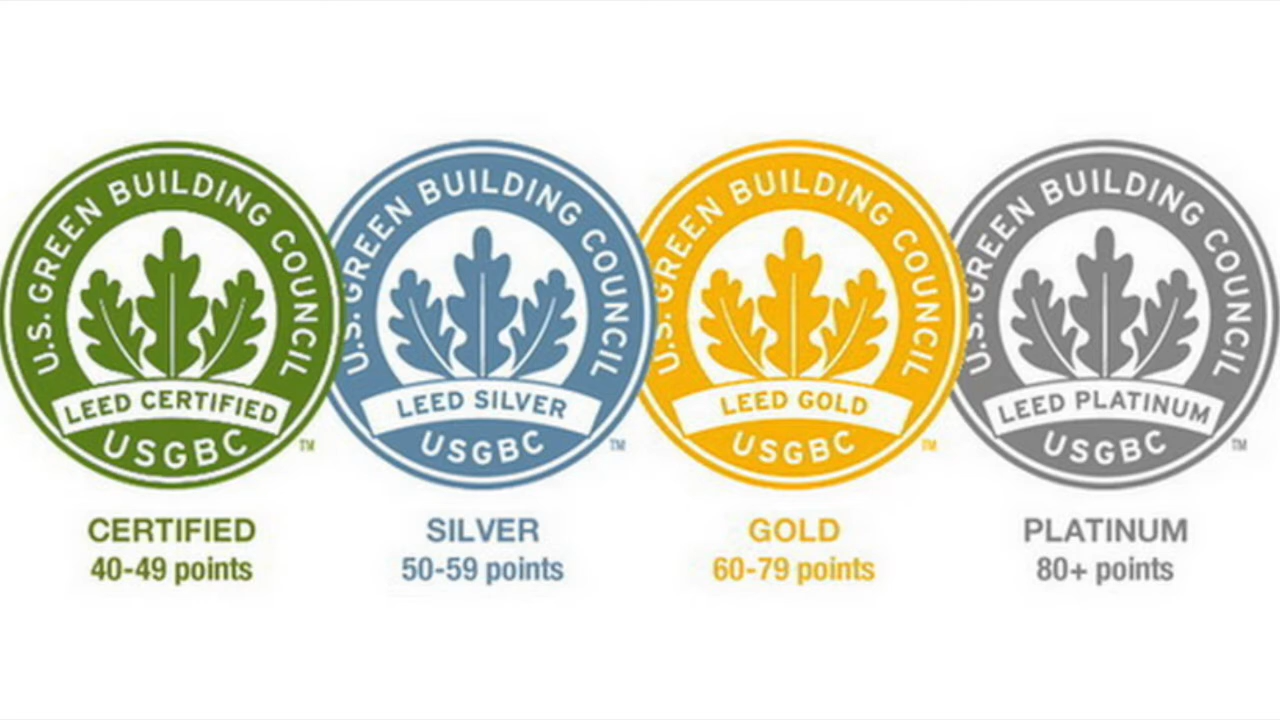 U.S. GREEN BUILDING COUNCIL
LEED CERTIFIED
USGBC
TM
CERTIFIED
40-49 points
U.S. GREEN BUILDING COUNCIL
LEED SILVER
USGBC
TM
SILVER
50-59 points
U.S. GREEN BUILDING COUNCIL
LEED GOLD
USGBC
TM
GOLD
60-79 points
U.S. GREEN BUILDING COUNCIL
LEED PLATINUM
USGBC
TM
PLATINUM
80+ points